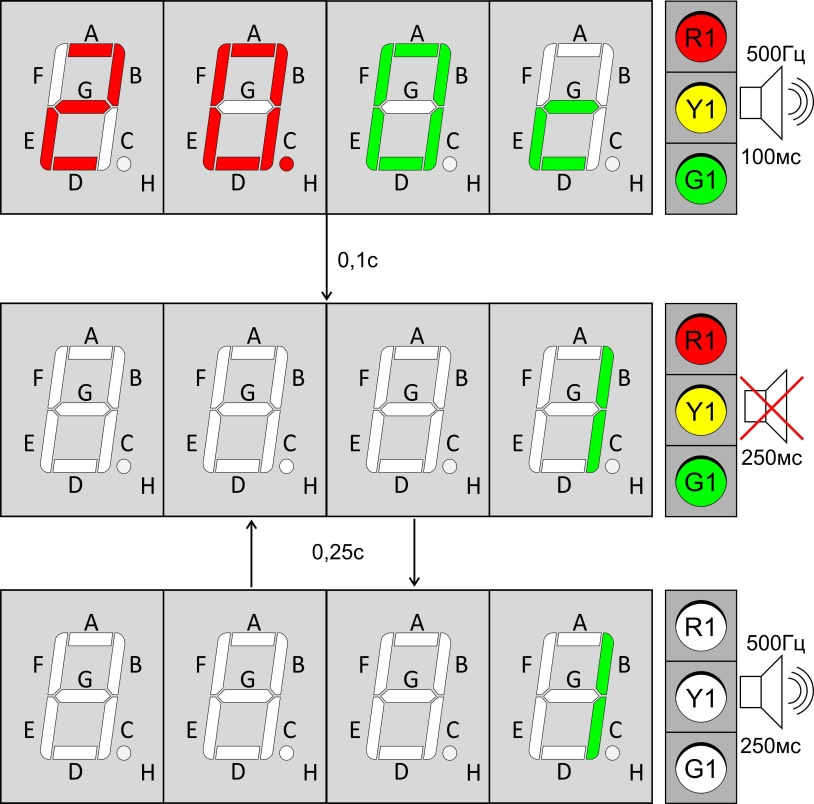 A A A A R1
F B F B F B F B 500Гц
G G G G Y1
E C E C E C E C 100мс
D H D H D H D H G1
0,1с
A A A A R1
F B F B F B F B
G G G G Y1
E C E C E C E C 250мс
D H D H D H D H G1
0,25с
A A A A R1
F B F B F B F B 500Гц
G G G G Y1
E C E C E C E C 250мс
D H D H D H D H G1